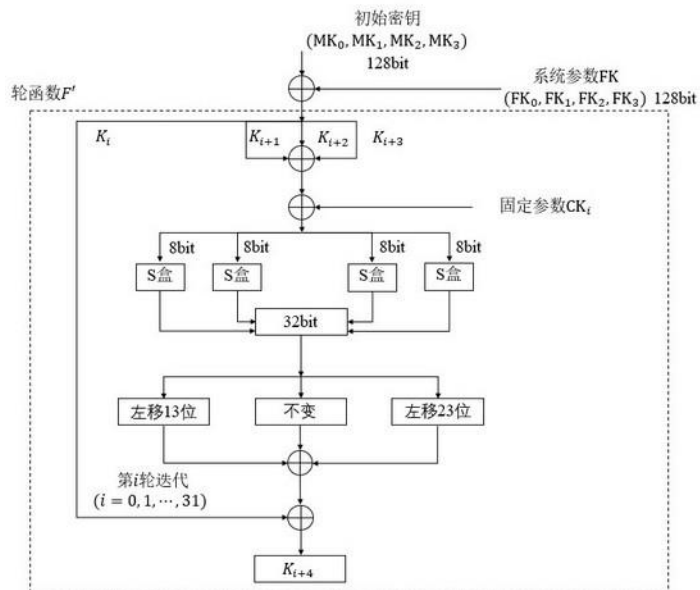 初始密钥
(MK₀, MK₁, MK₂, MK₃)
128bit
系统参数FK
(FK₀, FK₁, FK₂, FK₃) 128bit
轮函数F′
Kᵢ
Kᵢ₊₁
Kᵢ₊₂
Kᵢ₊₃
固定参数CKᵢ
8bit
8bit
8bit
8bit
S盒
S盒
S盒
S盒
32bit
左移13位
不变
左移23位
第i轮迭代
(i = 0, 1, ⋯, 31)
Kᵢ₊₄